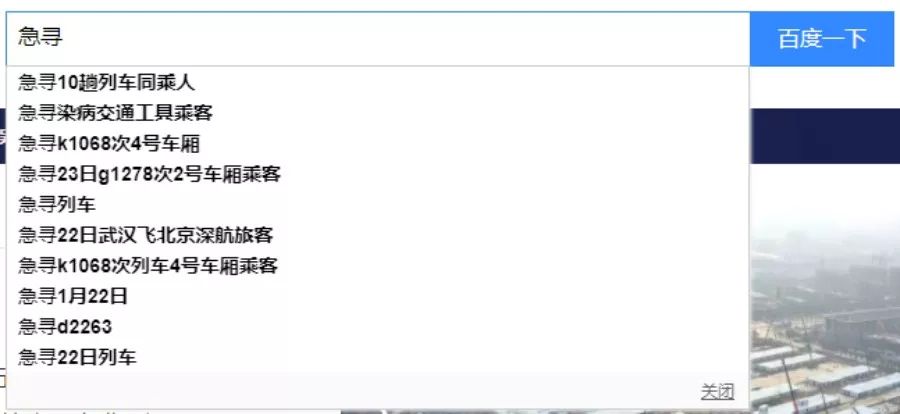 急寻
百度一下
急寻10趟列车同乘人
急寻染病交通工具乘客
急寻k1068次4号车厢
急寻23日g1278次2号车厢乘客
急寻列车
急寻22日武汉飞北京深航旅客
急寻k1068次列车4号车厢乘客
急寻1月22日
急寻d2263
急寻22日列车
关闭